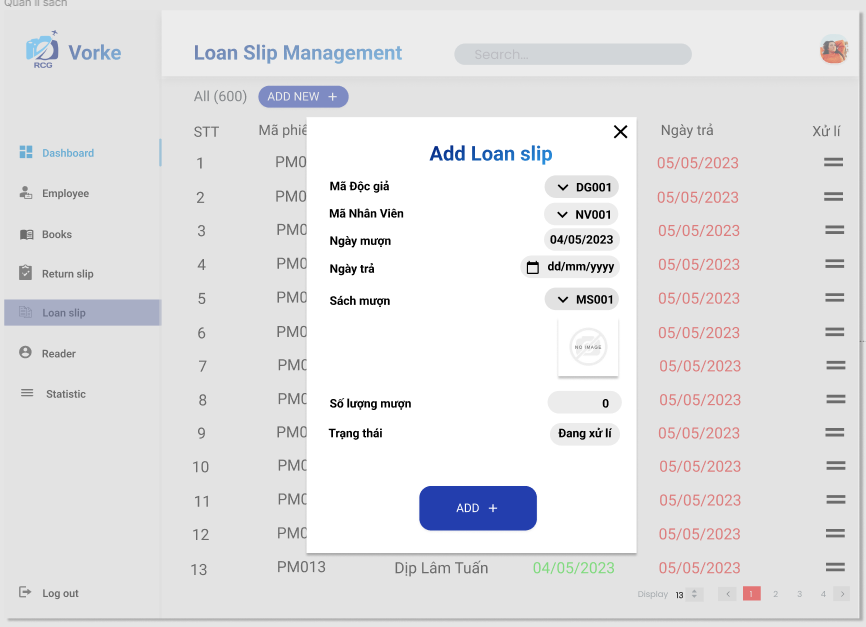 Quản lí sách
RCG
Vorke
Loan Slip Management
Search...
All (600)
ADD NEW +
STT Mã phiế Ngày trả Xử lí
Dashboard
Employee
Books
Return slip
Loan slip
Reader
Statistic
Log out
1 PM0 05/05/2023
2 PM0 05/05/2023
3 PM0 05/05/2023
4 PM0 05/05/2023
5 PM0 05/05/2023
6 PM0 05/05/2023
7 PM0 05/05/2023
8 PM0 05/05/2023
9 PM0 05/05/2023
10 PM0 05/05/2023
11 PM0 05/05/2023
12 PM0 05/05/2023
13 PM013 Dịp Lâm Tuấn 04/05/2023 05/05/2023
Add Loan slip
Mã Độc giả DG001
Mã Nhân Viên NV001
Ngày mượn 04/05/2023
Ngày trả dd/mm/yyyy
Sách mượn MS001
NO IMAGE
Số lượng mượn 0
Trạng thái Đang xử lí
ADD +
Display 13 < 1 2 3 4 >